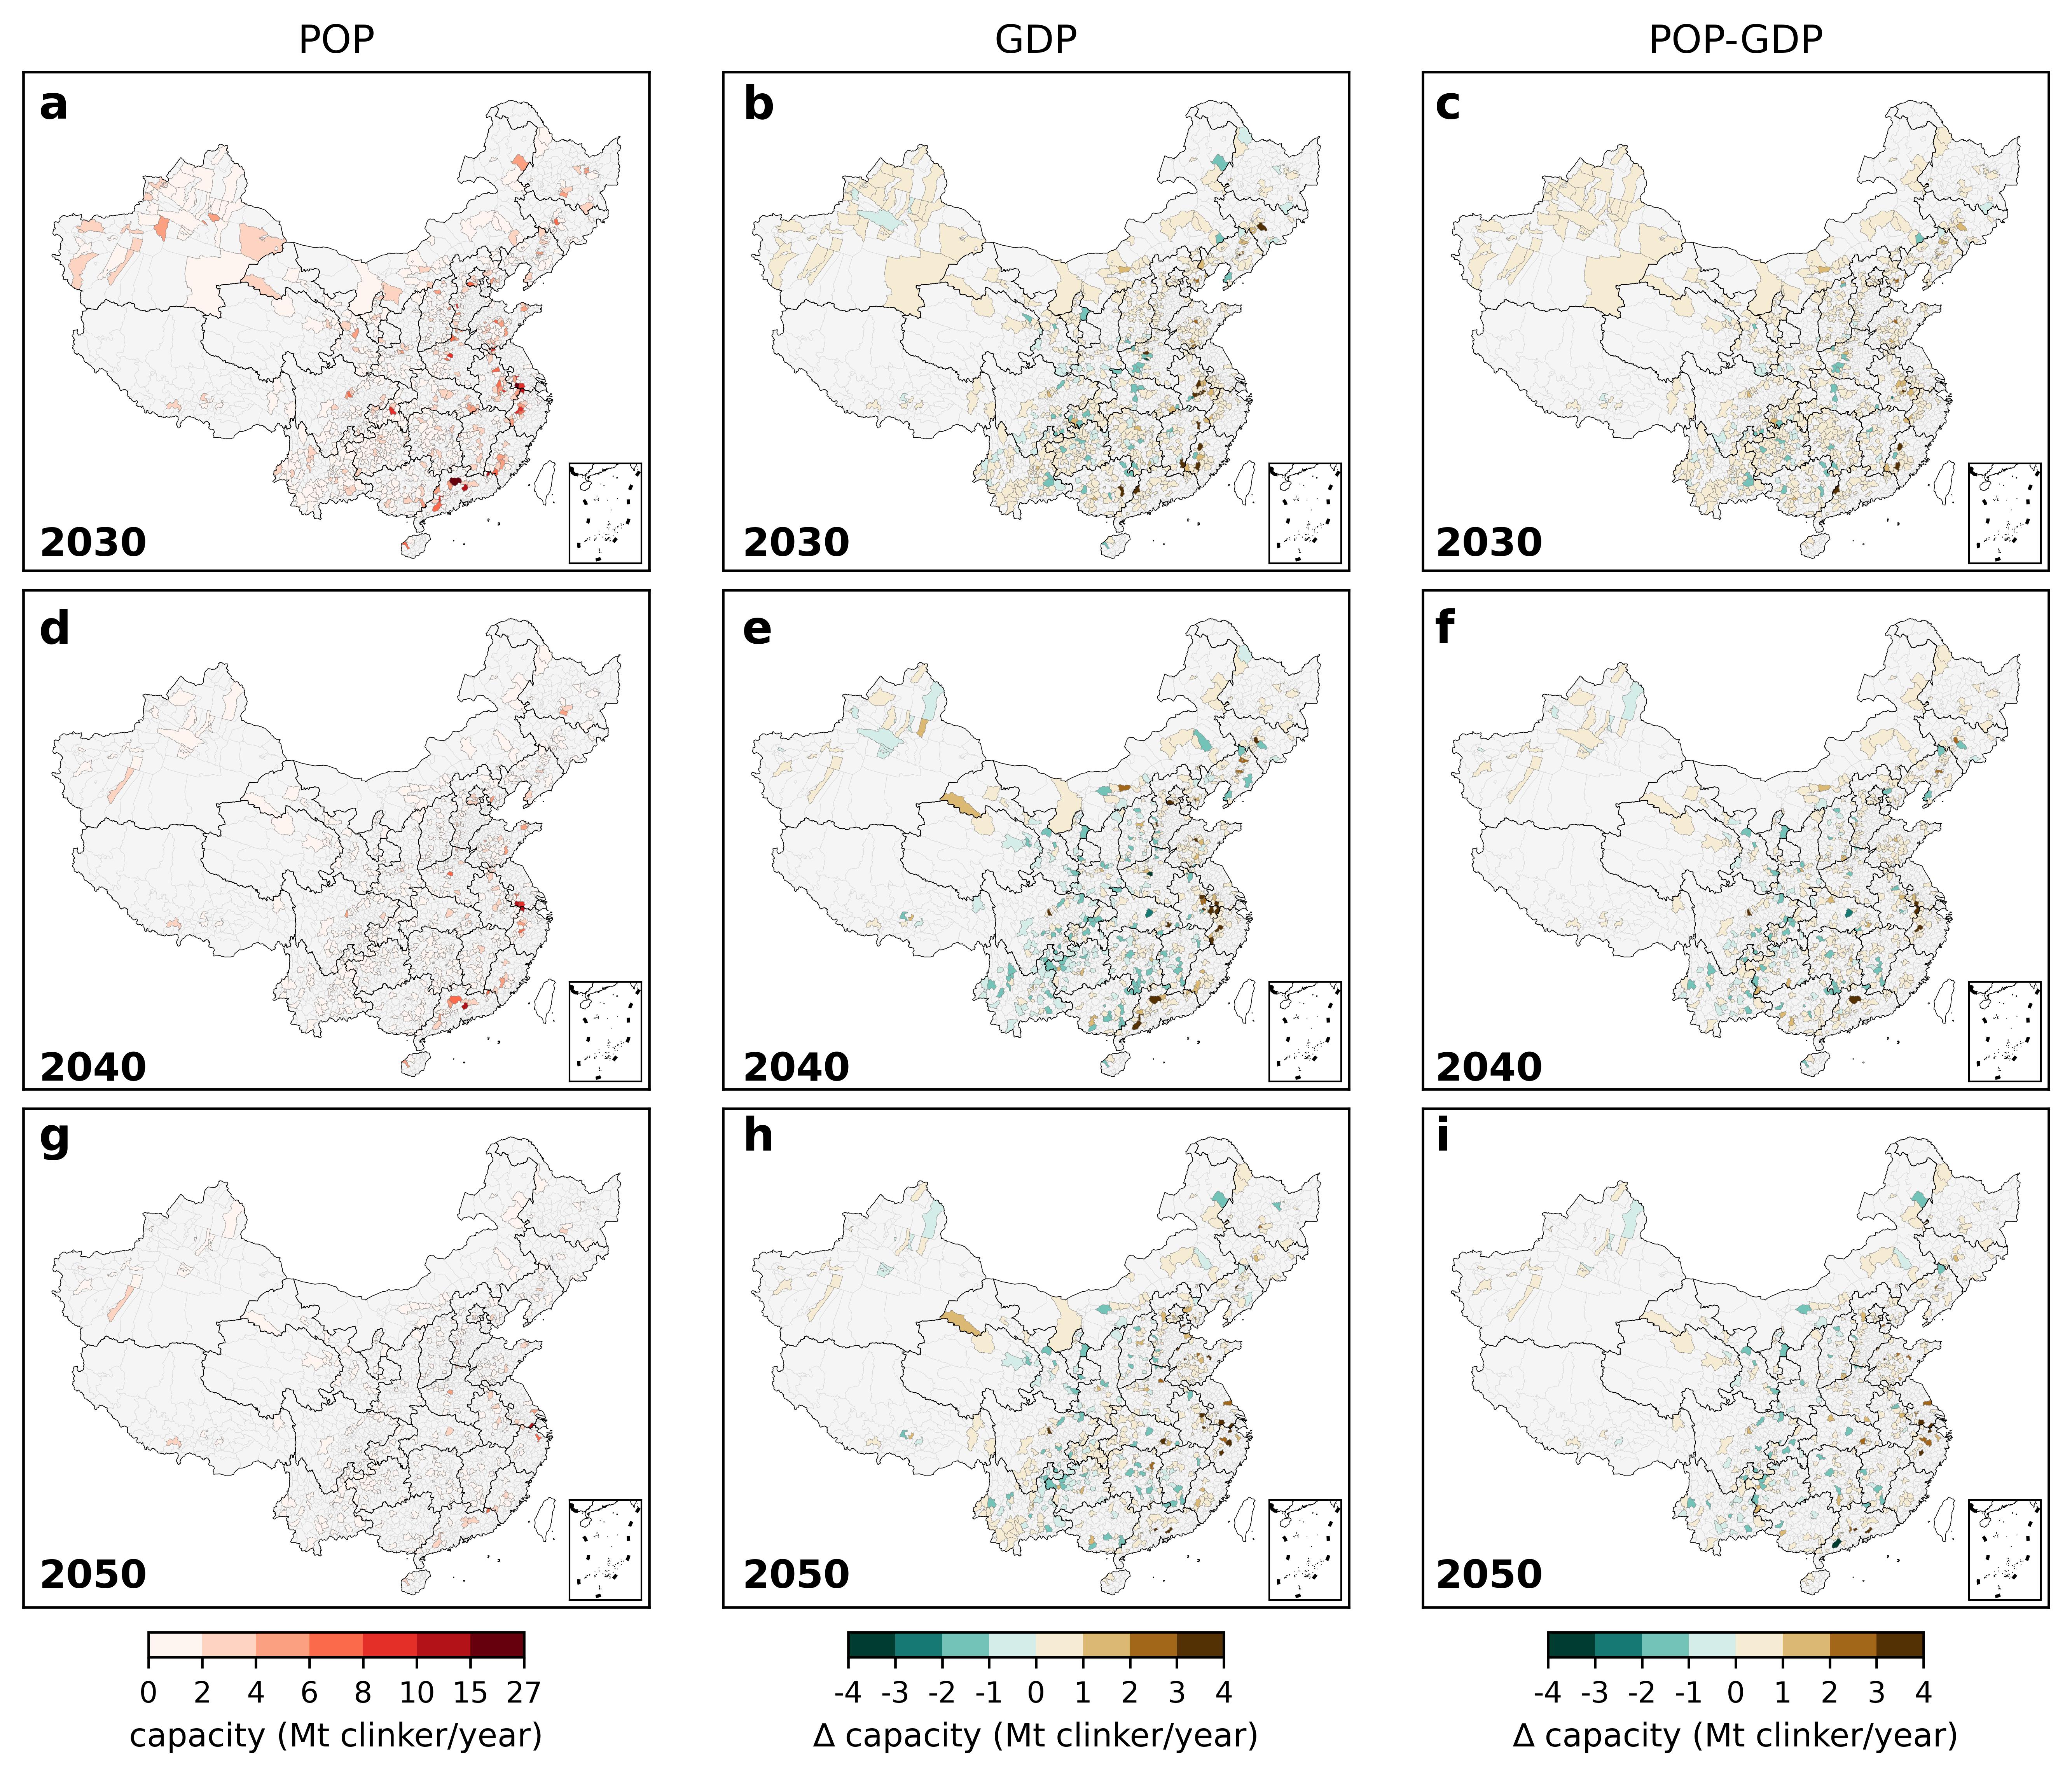 POP GDP POP-GDP
a b c
2030 2030 2030
d e f
2040 2040 2040
g h i
2050 2050 2050
0 2 4 6 8 10 15 27 -4 -3 -2 -1 0 1 2 3 4 -4 -3 -2 -1 0 1 2 3 4
capacity (Mt clinker/year) Δ capacity (Mt clinker/year) Δ capacity (Mt clinker/year)